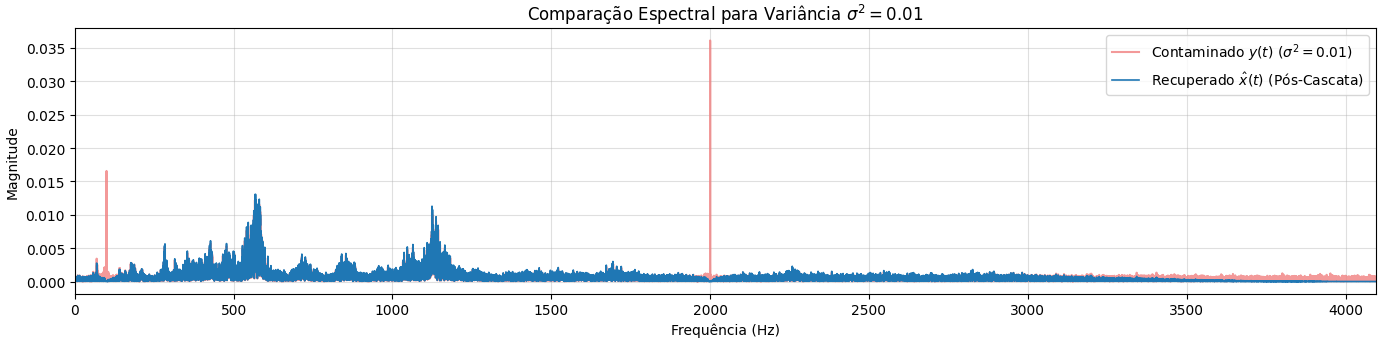 Comparação Espectral para Variância σ² = 0.01
Contaminado y(t) (σ² = 0.01)
Recuperado x̂(t) (Pós-Cascata)
Magnitude
0.035
0.030
0.025
0.020
0.015
0.010
0.005
0.000
0 500 1000 1500 2000 2500 3000 3500 4000
Frequência (Hz)